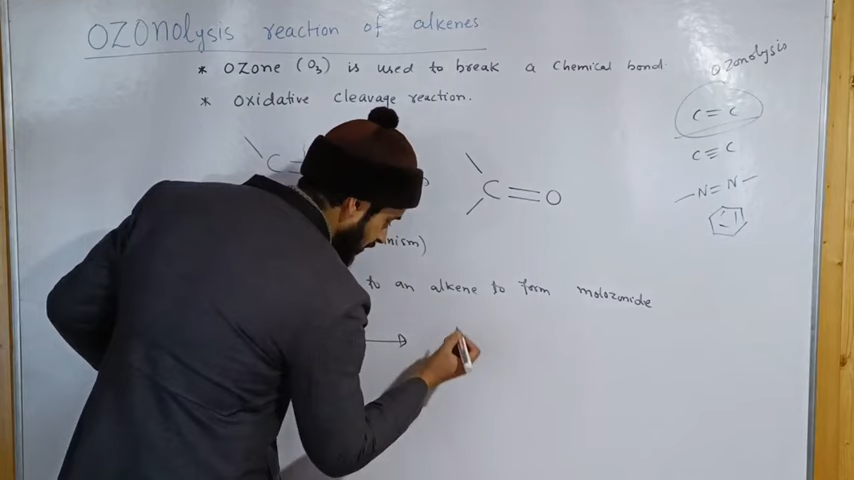 Ozonolysis reaction of alkenes
* Ozone (O3) is used to break a chemical bond.
* Oxidative cleavage reaction.
C
C=O
to an alkene to form molozonide
Ozonolysis
C=C
C≡C
-N=N-